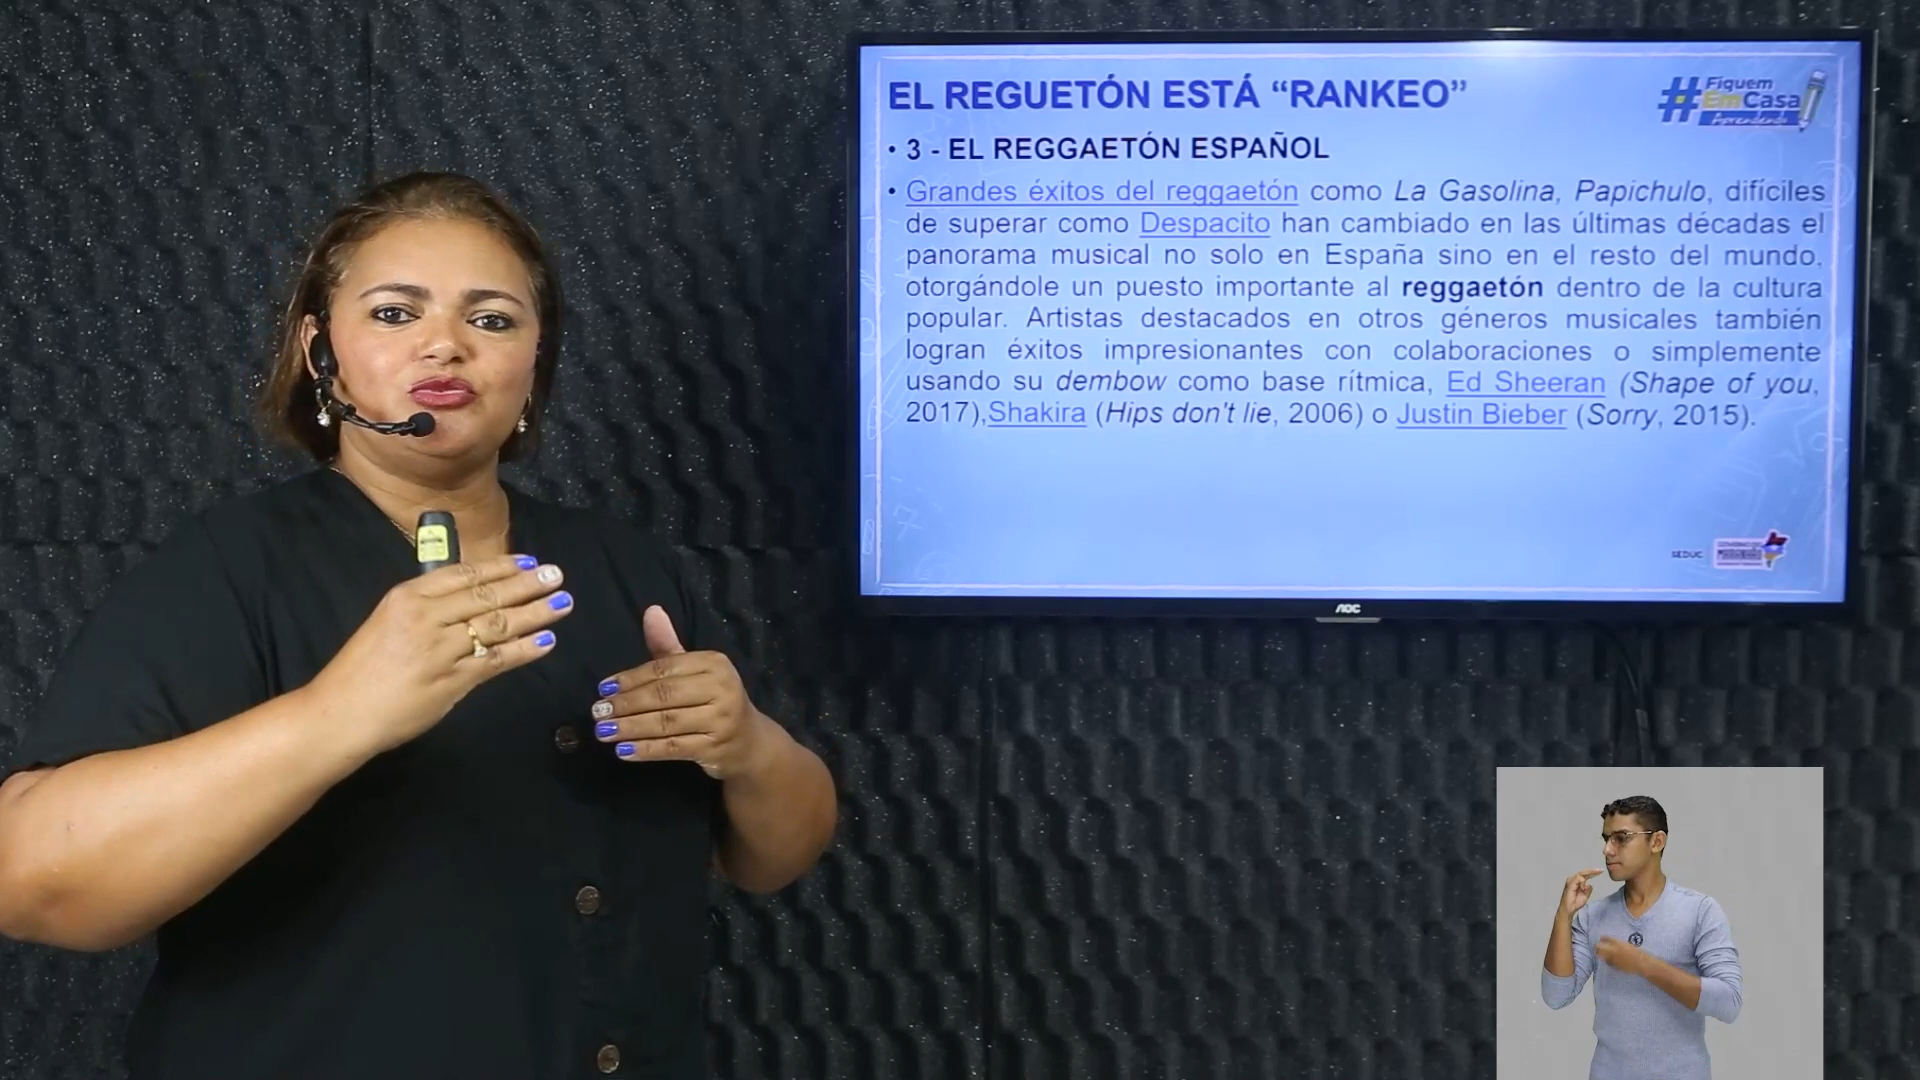 EL REGUETÓN ESTÁ “RANKEO”
#Fiquem
EmCasa
Aprendendo
• 3 - EL REGGAETÓN ESPAÑOL
• Grandes éxitos del reggaetón como La Gasolina, Papichulo, difíciles
de superar como Despacito han cambiado en las últimas décadas el
panorama musical no solo en España sino en el resto del mundo,
otorgándole un puesto importante al reggaetón dentro de la cultura
popular. Artistas destacados en otros géneros musicales también
logran éxitos impresionantes con colaboraciones o simplemente
usando su dembow como base rítmica, Ed Sheeran (Shape of you,
2017),Shakira (Hips don't lie, 2006) o Justin Bieber (Sorry, 2015).
SEDUC
AOC